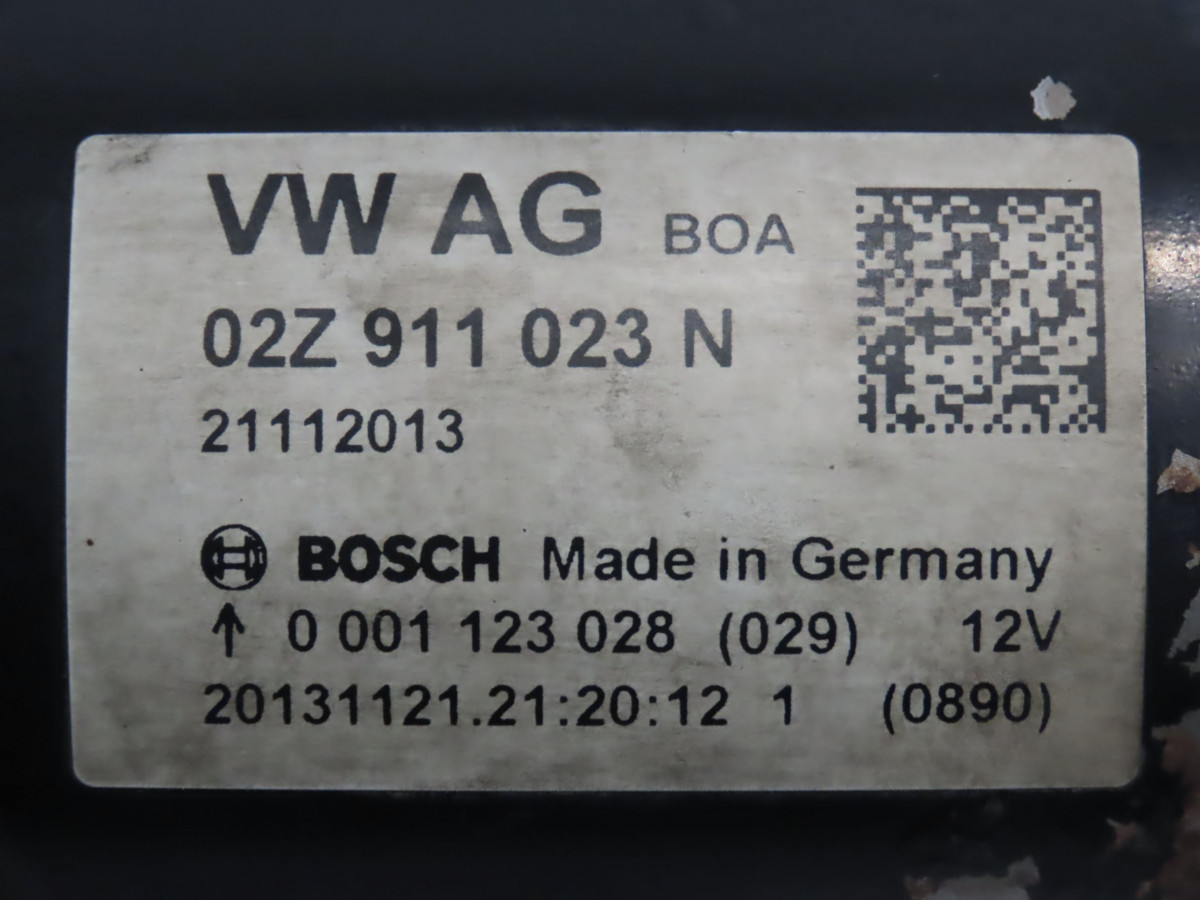 VW AG BOA
02Z 911 023 N
21112013
BOSCH Made in Germany
↑ 0 001 123 028 (029) 12V
20131121.21:20:12 1 (0890)